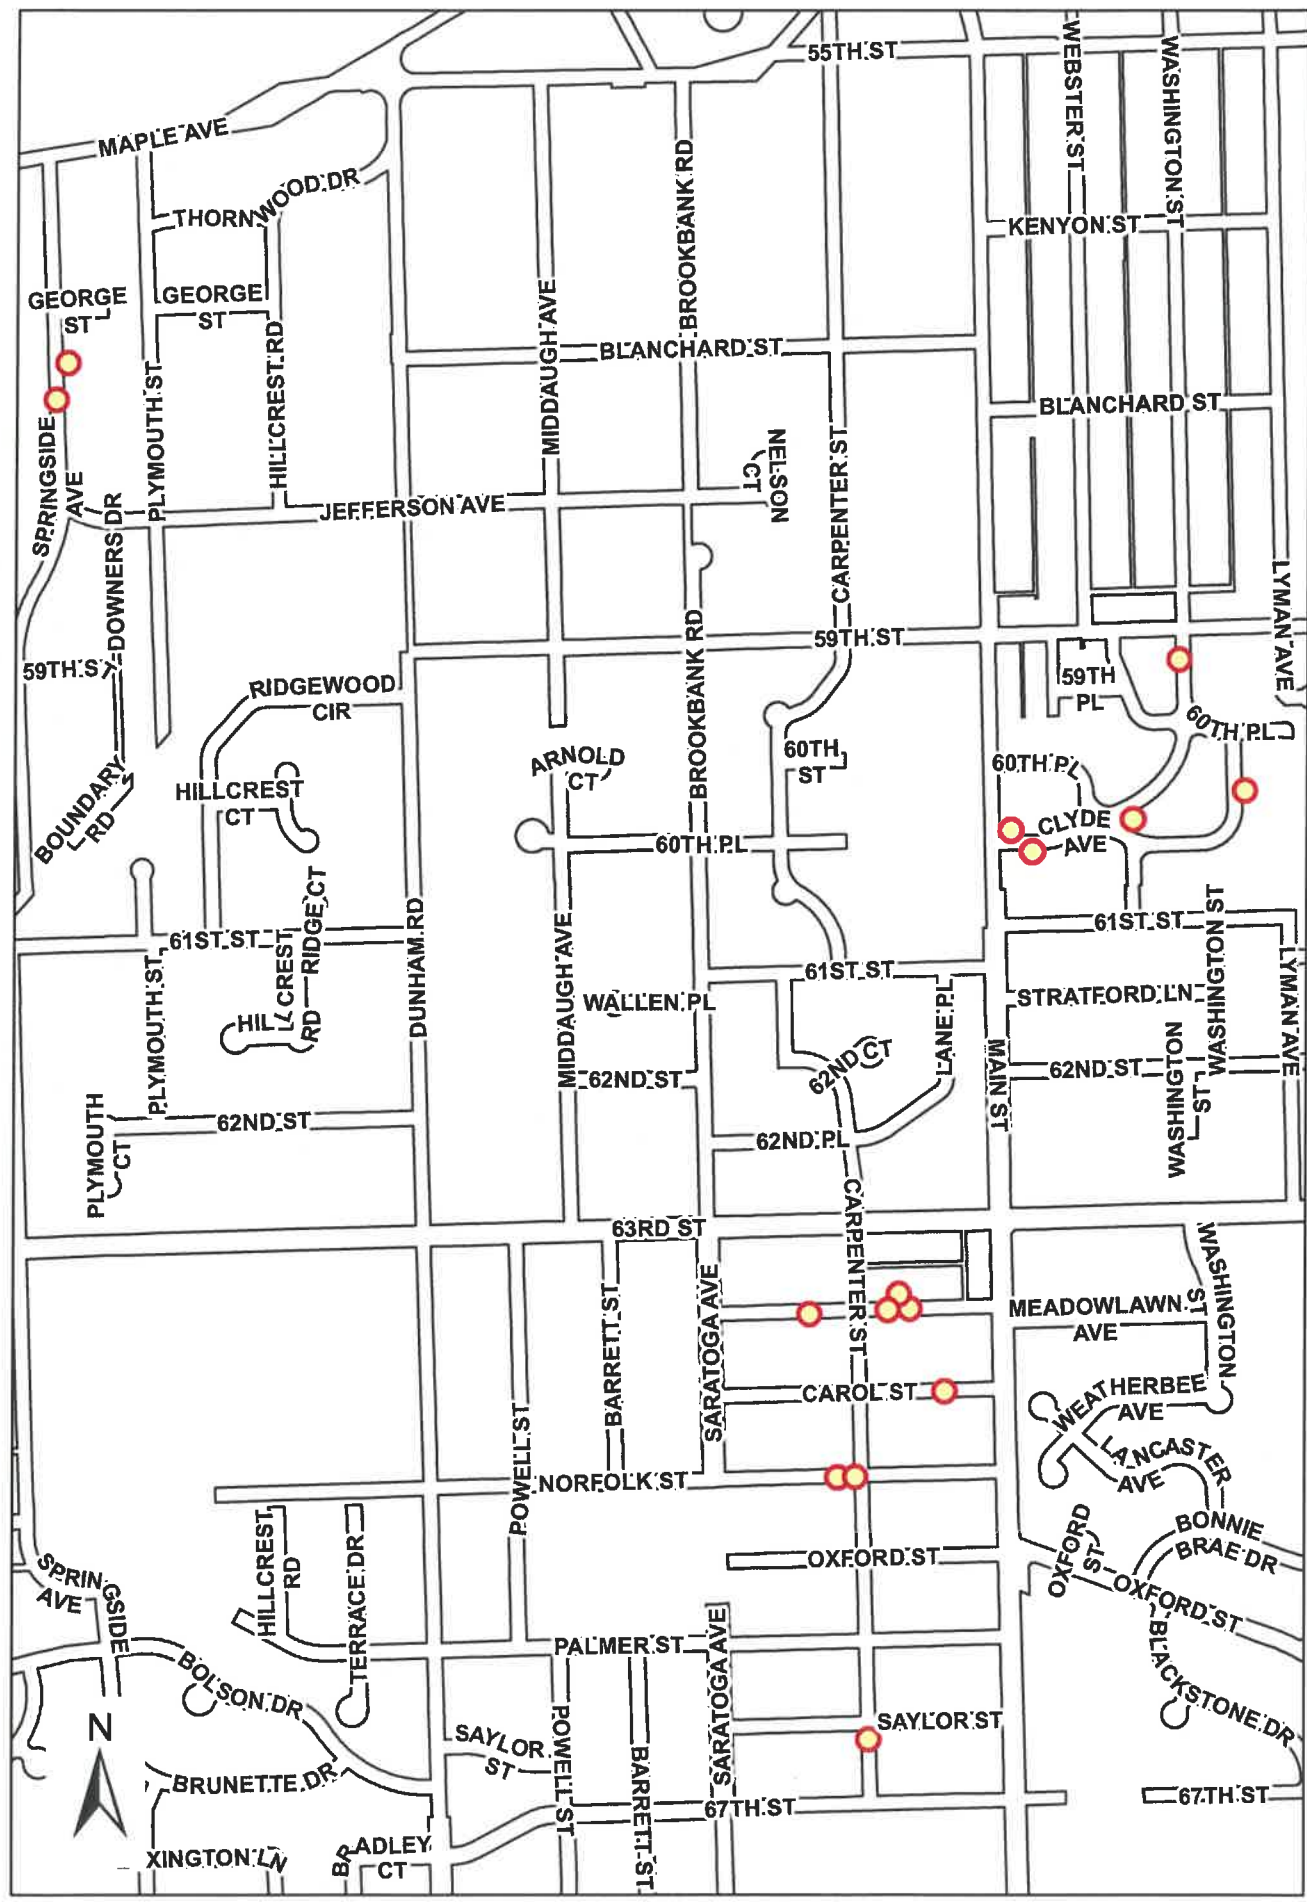 55TH ST
WEBSTER ST
WASHINGTON ST
MAPLE AVE
THORNWOOD DR
BROOKBANK RD
KENYON ST
GEORGE
ST
GEORGE
ST
MIDDAUGH AVE
HILLCREST RD
PLYMOUTH ST
BLANCHARD ST
BLANCHARD ST
SPRINGSIDE
AVE
NELSON
CT
CARPENTER ST
JEFFERSON AVE
DOWNERS DR
LYMAN AVE
59TH ST
BROOKBANK RD
59TH ST
59TH
PL
RIDGEWOOD
CIR
60TH PL
ARNOLD
CT
60TH
ST
60TH PL
HILLCREST
CT
BOUNDARY
RD
CLYDE
AVE
60TH PL
RIDGE CT
DUNHAM RD
61ST ST
61ST ST
WASHINGTON ST
MIDDAUGH AVE
HILLCREST
RD
61ST ST
LYMAN AVE
PLYMOUTH ST
WALLEN PL
LANE PL
STRATFORD LN
62ND CT
MAIN ST
62ND ST
62ND ST
WASHINGTON
ST
PLYMOUTH
CT
62ND ST
62ND PL
CARPENTER ST
63RD ST
WASHINGTON
ST
SARATOGA AVE
BARRETT ST
MEADOWLAWN
AVE
CAROL ST
WEATHERBEE
AVE
POWELL ST
LANCASTER
AVE
NORFOLK ST
OXFORD
ST
BONNIE
BRAE DR
HILLCREST
RD
TERRACE DR
OXFORD ST
SPRINGSIDE
AVE
OXFORD ST
PALMER ST
SARATOGA AVE
BLACKSTONE DR
BOLSON DR
N
SAYLOR ST
SAYLOR
ST
POWELL ST
BARRETT ST
BRUNETTE DR
67TH ST
67TH ST
XINGTON LN
BRADLEY
CT